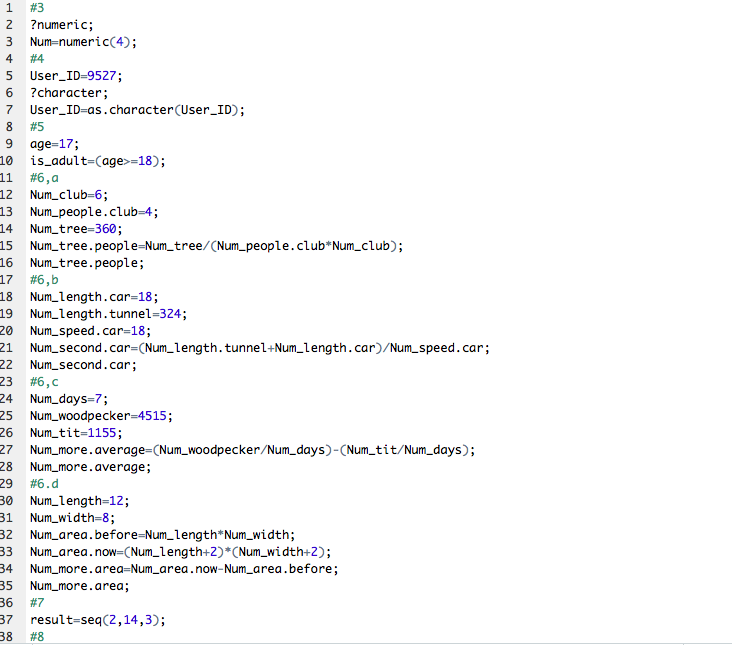 1 #3
2 ?numeric;
3 Num=numeric(4);
4 #4
5 User_ID=9527;
6 ?character;
7 User_ID=as.character(User_ID);
8 #5
9 age=17;
10 is_adult=(age>=18);
11 #6,a
12 Num_club=6;
13 Num_people.club=4;
14 Num_tree=360;
15 Num_tree.people=Num_tree/(Num_people.club*Num_club);
16 Num_tree.people;
17 #6,b
18 Num_length.car=18;
19 Num_length.tunnel=324;
20 Num_speed.car=18;
21 Num_second.car=(Num_length.tunnel+Num_length.car)/Num_speed.car;
22 Num_second.car;
23 #6,c
24 Num_days=7;
25 Num_woodpecker=4515;
26 Num_tit=1155;
27 Num_more.average=(Num_woodpecker/Num_days)-(Num_tit/Num_days);
28 Num_more.average;
29 #6.d
30 Num_length=12;
31 Num_width=8;
32 Num_area.before=Num_length*Num_width;
33 Num_area.now=(Num_length+2)*(Num_width+2);
34 Num_more.area=Num_area.now-Num_area.before;
35 Num_more.area;
36 #7
37 result=seq(2,14,3);
38 #8